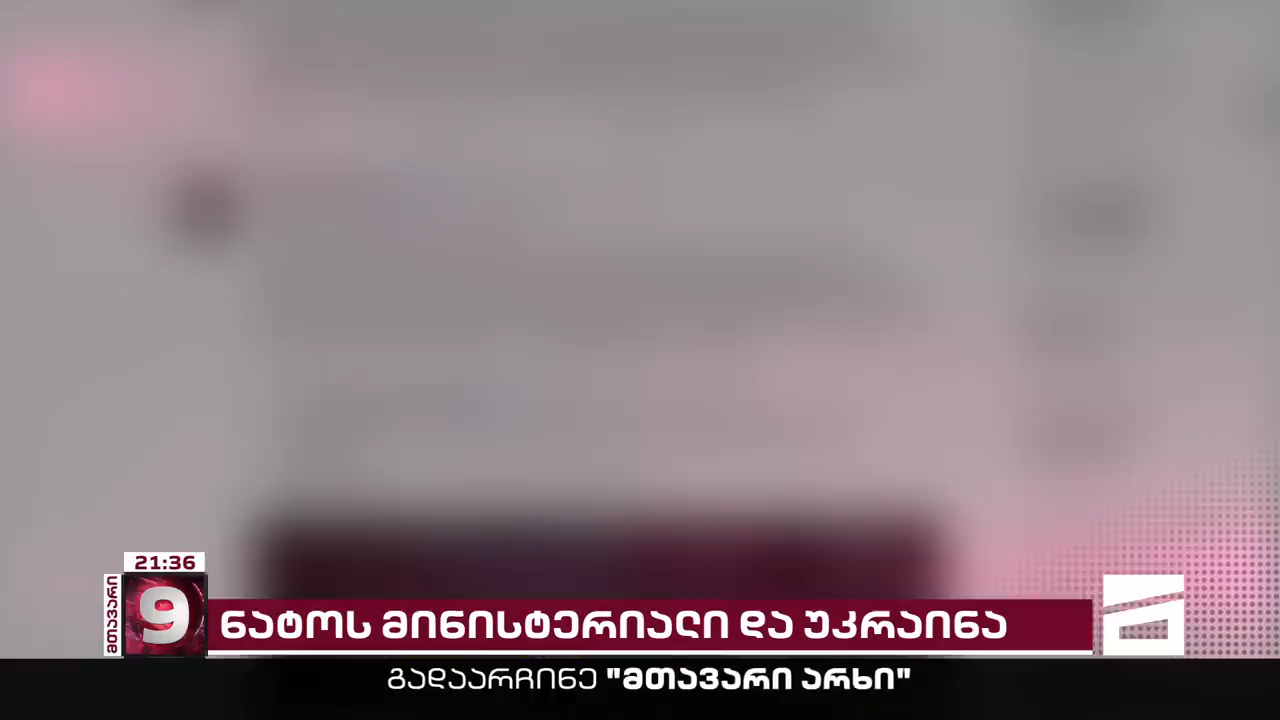 21:36
მთავარი
9
ნატოს მინისტერიალი და უკრაინა
გადაარჩინე "მთავარი არხი"